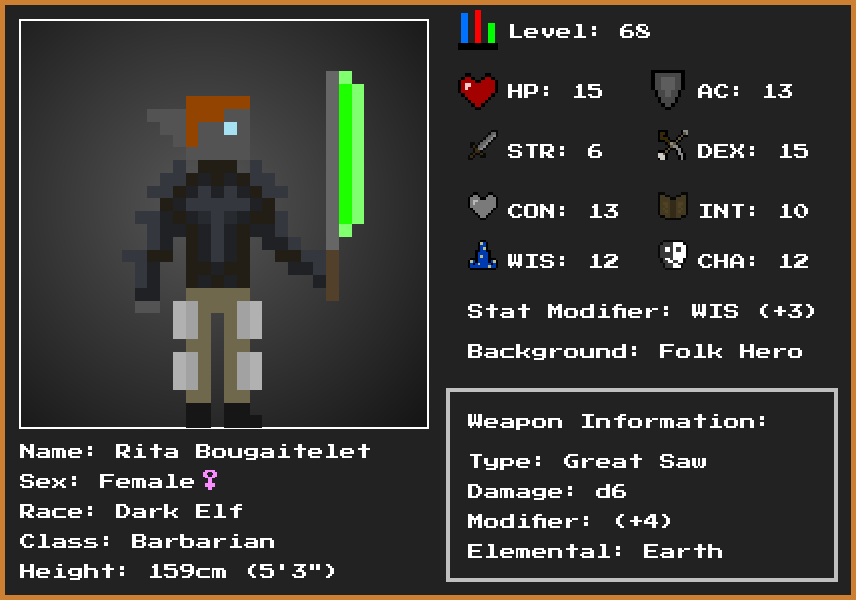 Level: 68
HP: 15 AC: 13
STR: 6 DEX: 15
CON: 13 INT: 10
WIS: 12 CHA: 12
Stat Modifier: WIS (+3)
Background: Folk Hero
Weapon Information:
Type: Great Saw
Damage: d6
Modifier: (+4)
Elemental: Earth
Name: Rita Bougaitelet
Sex: Female♀
Race: Dark Elf
Class: Barbarian
Height: 159cm (5'3")